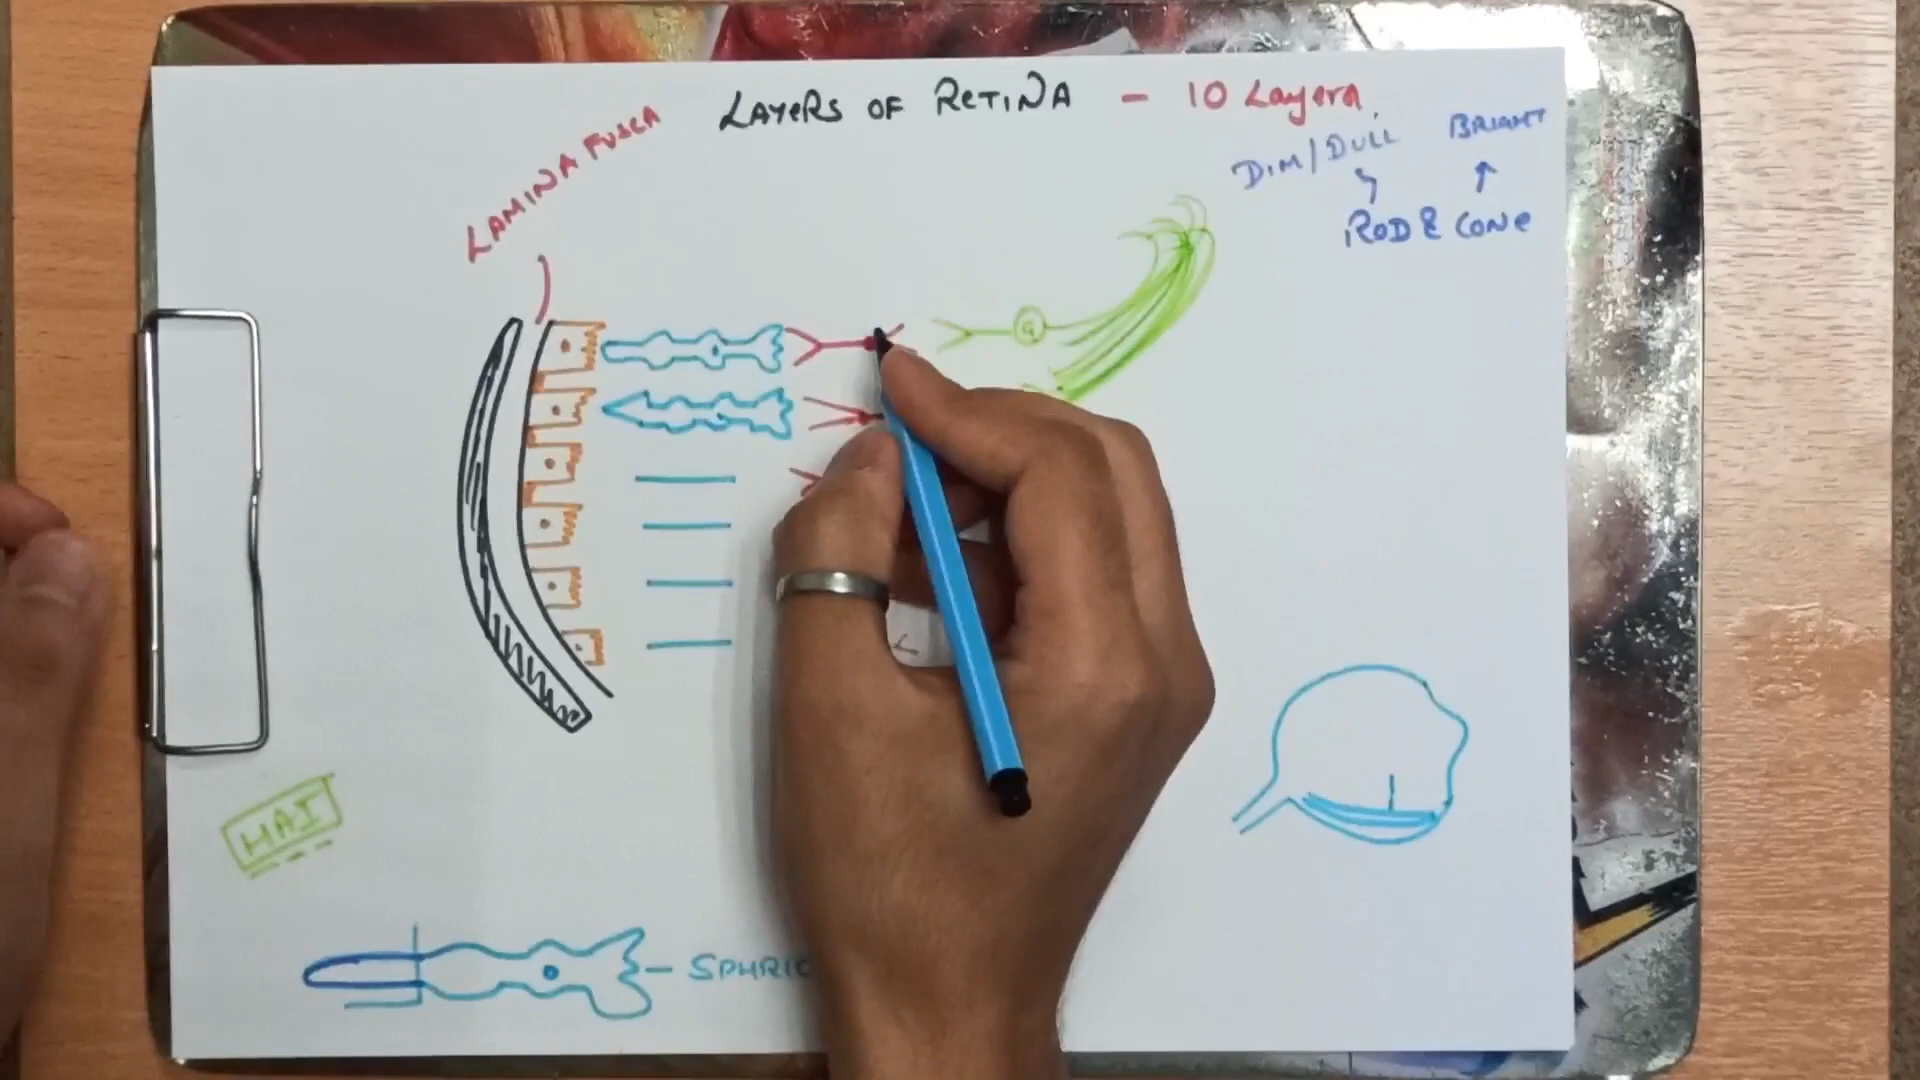 LAYERS OF RETINA - 10 Layers
LAMINA FUSCA
DIM/DULL
BRIGHT
ROD & CONE
G
HAI
SPHRIC